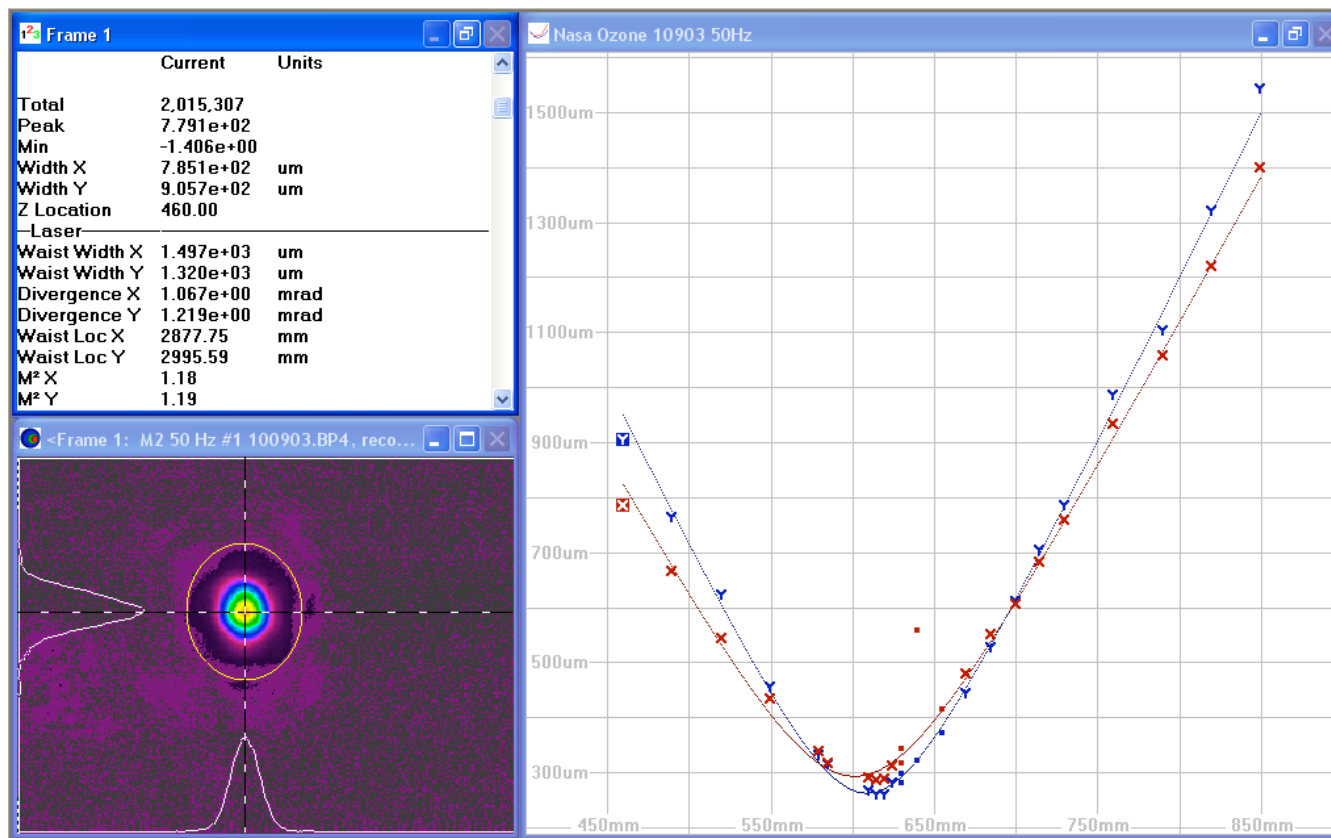 123 Frame 1
Current Units
Total 2,015,307
Peak 7.791e+02
Min -1.406e+00
Width X 7.851e+02 um
Width Y 9.057e+02 um
Z Location 460.00
Laser
Waist Width X 1.497e+03 um
Waist Width Y 1.320e+03 um
Divergence X 1.067e+00 mrad
Divergence Y 1.219e+00 mrad
Waist Loc X 2877.75 mm
Waist Loc Y 2995.59 mm
M² X 1.18
M² Y 1.19
<Frame 1: M2 50 Hz #1 100903.BP4, reco...
Nasa Ozone 10903 50Hz
1500um
1300um
1100um
900um
700um
500um
300um
450mm 550mm 650mm 750mm 850mm